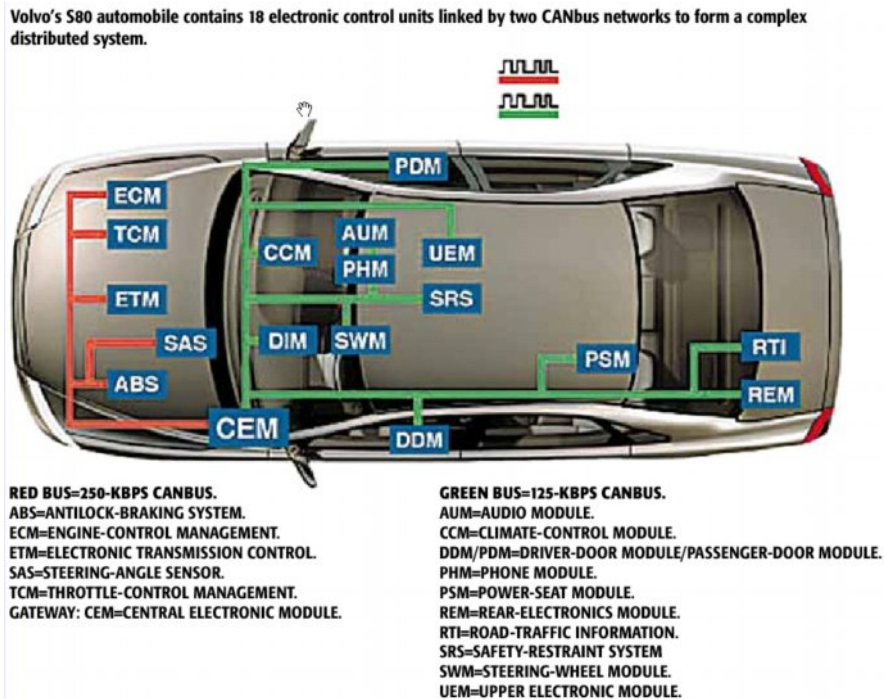 Volvo's S80 automobile contains 18 electronic control units linked by two CANbus networks to form a complex
distributed system.
PDM
ECM
TCM
AUM
CCM
UEM
PHM
ETM
SRS
SAS
DIM
SWM
PSM
RTI
ABS
REM
CEM
DDM
RED BUS=250-KBPS CANBUS.
ABS=ANTILOCK-BRAKING SYSTEM.
ECM=ENGINE-CONTROL MANAGEMENT.
ETM=ELECTRONIC TRANSMISSION CONTROL.
SAS=STEERING-ANGLE SENSOR.
TCM=THROTTLE-CONTROL MANAGEMENT.
GATEWAY: CEM=CENTRAL ELECTRONIC MODULE.
GREEN BUS=125-KBPS CANBUS.
AUM=AUDIO MODULE.
CCM=CLIMATE-CONTROL MODULE.
DDM/PDM=DRIVER-DOOR MODULE/PASSENGER-DOOR MODULE.
PHM=PHONE MODULE.
PSM=POWER-SEAT MODULE.
REM=REAR-ELECTRONICS MODULE.
RTI=ROAD-TRAFFIC INFORMATION.
SRS=SAFETY-RESTRAINT SYSTEM
SWM=STEERING-WHEEL MODULE.
UEM=UPPER ELECTRONIC MODULE.